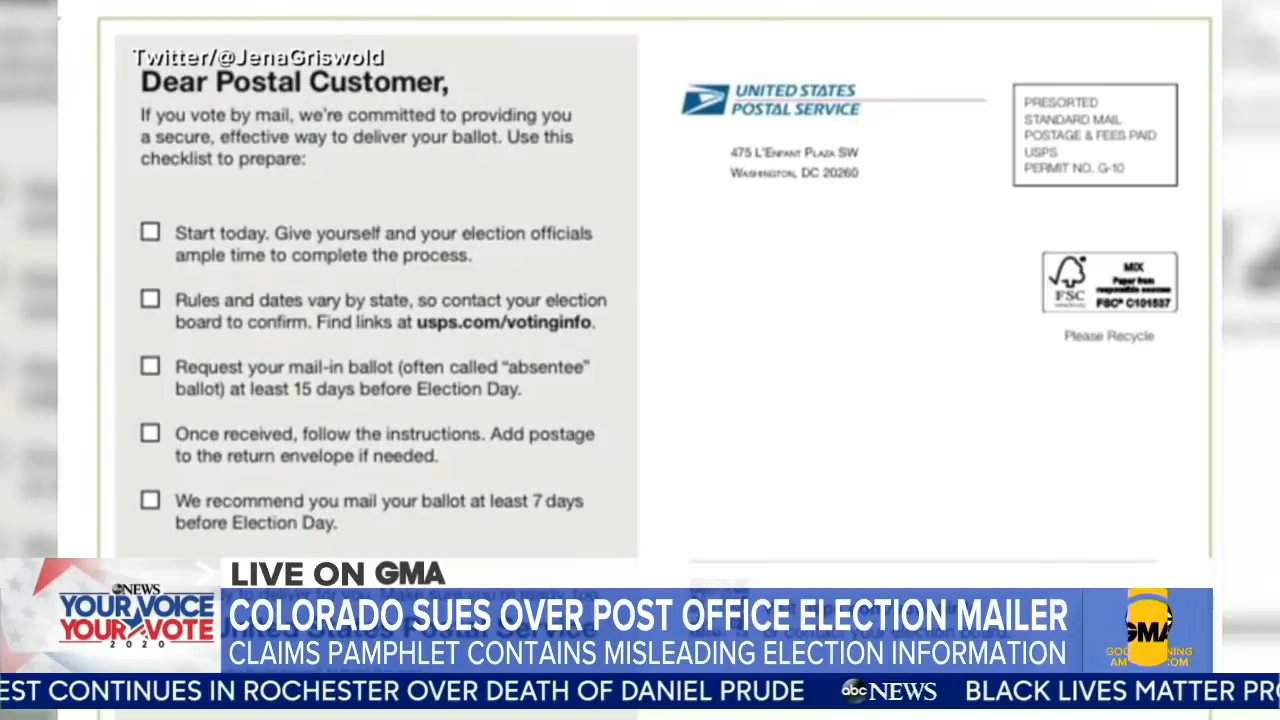 Twitter/@JenaGriswold
Dear Postal Customer,
If you vote by mail, we're committed to providing you
a secure, effective way to deliver your ballot. Use this
checklist to prepare:
Start today. Give yourself and your election officials
ample time to complete the process.
Rules and dates vary by state, so contact your election
board to confirm. Find links at usps.com/votinginfo.
Request your mail-in ballot (often called "absentee"
ballot) at least 15 days before Election Day.
Once received, follow the instructions. Add postage
to the return envelope if needed.
We recommend you mail your ballot at least 7 days
before Election Day.
UNITED STATES
POSTAL SERVICE
475 L'ENFANT PLAZA SW
WASHINGTON, DC 20260
PRESORTED
STANDARD MAIL
POSTAGE & FEES PAID
USPS
PERMIT NO. G-10
FSC
MIX
Paper from
responsible sources
FSC® C101537
Please Recycle
LIVE ON GMA
abc NEWS
YOUR VOICE
YOUR VOTE
2020
COLORADO SUES OVER POST OFFICE ELECTION MAILER
CLAIMS PAMPHLET CONTAINS MISLEADING ELECTION INFORMATION
GMA
EST CONTINUES IN ROCHESTER OVER DEATH OF DANIEL PRUDE abc NEWS BLACK LIVES MATTER PRO